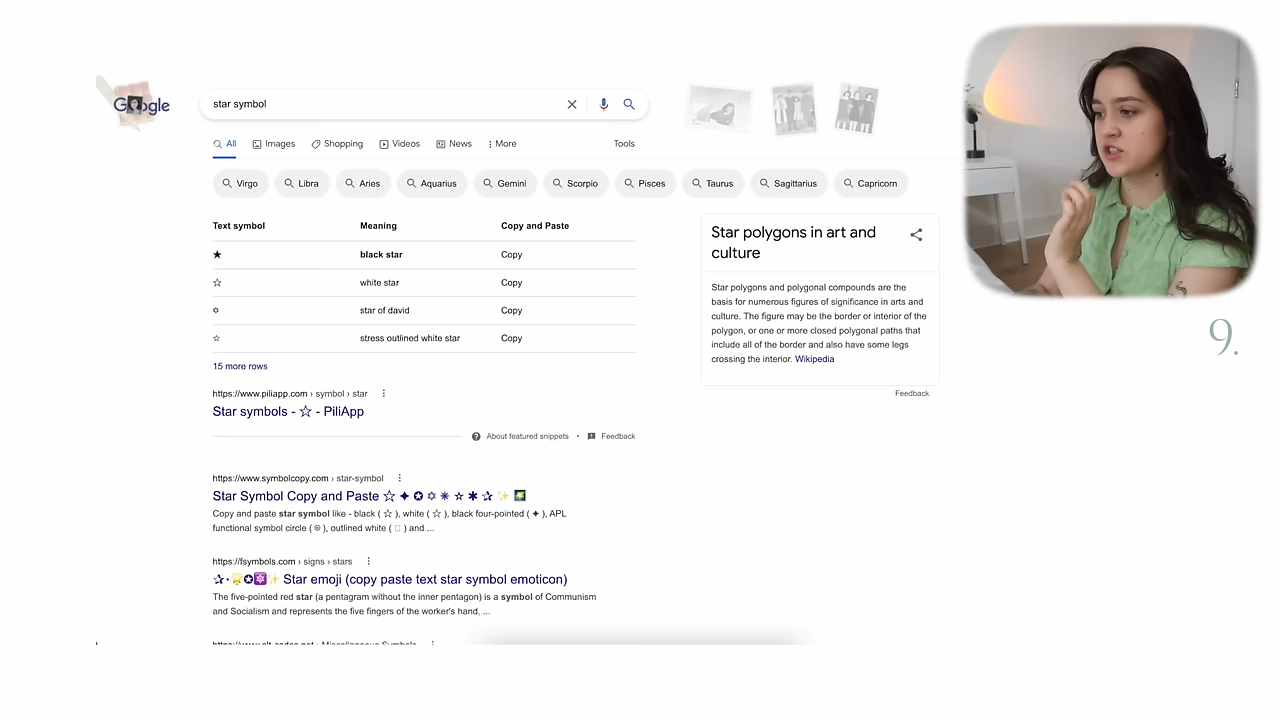 Google
star symbol
All Images Shopping Videos News More Tools
Virgo Libra Aries Aquarius Gemini Scorpio Pisces Taurus Sagittarius Capricorn
Text symbol Meaning Copy and Paste
★ black star Copy
☆ white star Copy
✡ star of david Copy
⚝ stress outlined white star Copy
15 more rows
https://www.piliapp.com › symbol › star
Star symbols - ☆ - PiliApp
About featured snippets • Feedback
https://www.symbolcopy.com › star-symbol
Star Symbol Copy and Paste ☆ ✦ ✪ ✡ ✴ ⭒ ✱ ✰ ✨ 🎇
Copy and paste star symbol like - black ( ☆ ), white ( ☆ ), black four-pointed ( ✦ ), APL
functional symbol circle ( ⍟ ), outlined white ( □ ) and ...
https://fsymbols.com › signs › stars
✰⋆🌟✪🔯✨ Star emoji (copy paste text star symbol emoticon)
The five-pointed red star (a pentagram without the inner pentagon) is a symbol of Communism
and Socialism and represents the five fingers of the worker's hand, ...
https://www.alt-codes.net › Miscellaneous Symbols
Star polygons in art and
culture
Star polygons and polygonal compounds are the
basis for numerous figures of significance in arts and
culture. The figure may be the border or interior of the
polygon, or one or more closed polygonal paths that
include all of the border and also have some legs
crossing the interior. Wikipedia
Feedback
9.